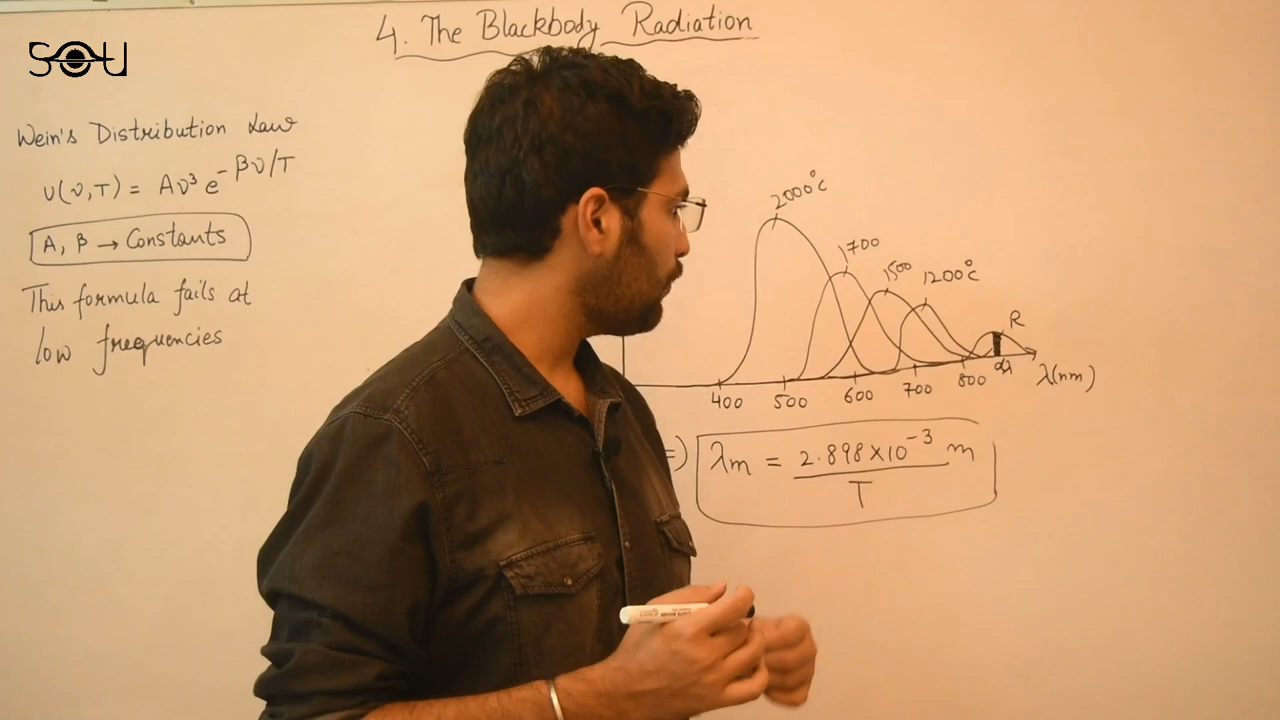 SOU
4. The Blackbody Radiation
Wein's Distribution Law
υ(ν,T) = Aν³ e^-βν/T
A, β → Constants
This formula fails at
low frequencies
2000°C
1700
1500
1200°C
R
400 500 600 700 800 dλ λ(nm)
=) λm = 2.898×10⁻³ m
T